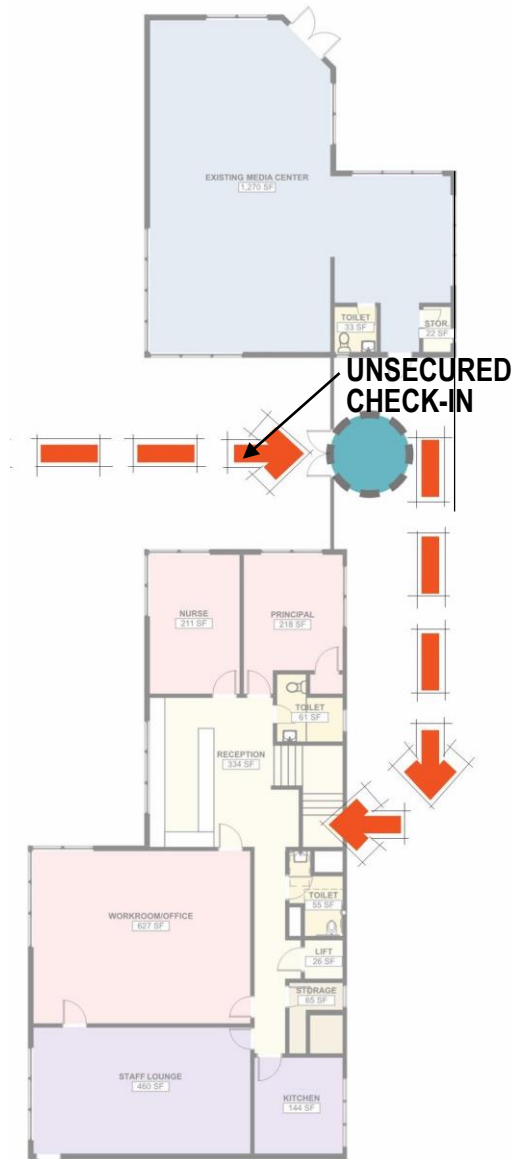 EXISTING MEDIA CENTER
1,270 SF
TOILET
33 SF
STOR.
22 SF
UNSECURED
CHECK-IN
NURSE
211 SF
PRINCIPAL
218 SF
TOILET
61 SF
RECEPTION
334 SF
WORKROOM/OFFICE
627 SF
TOILET
55 SF
LIFT
26 SF
STORAGE
65 SF
STAFF LOUNGE
460 SF
KITCHEN
144 SF